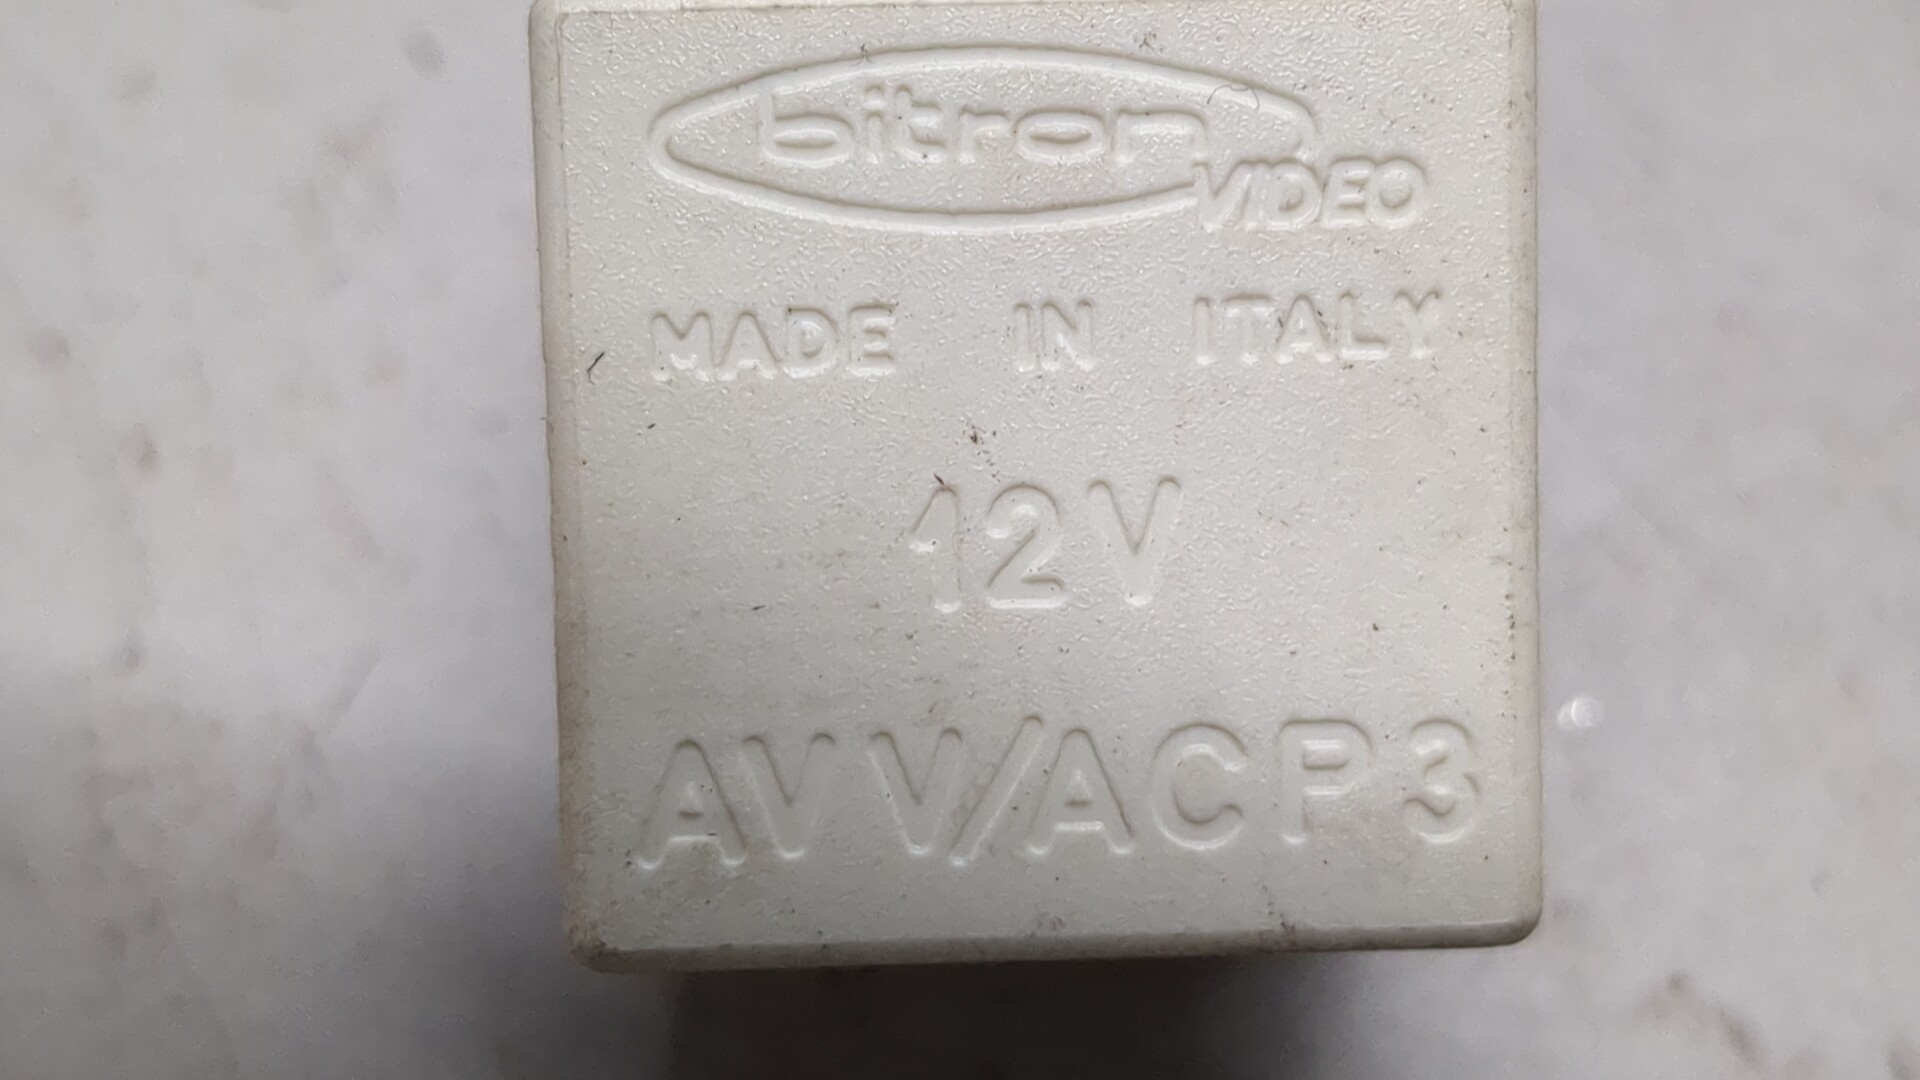 bitron
VIDEO
MADE IN ITALY
12V
AVV/ACP3